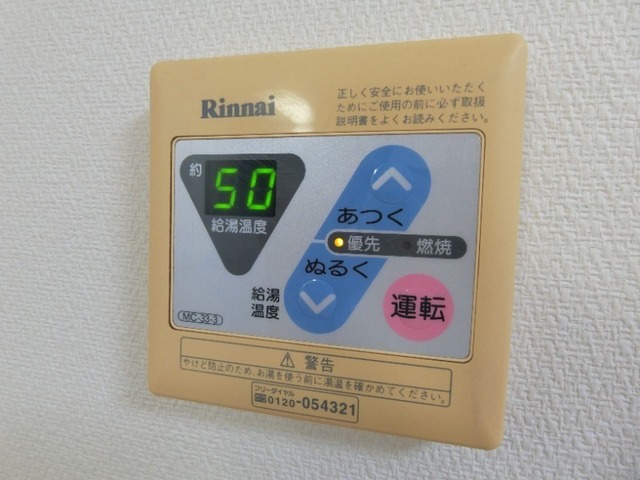 Rinnai
正しく安全にお使いいただく
ためにご使用の前に必ず取扱
説明書をよくお読みください。
約
50
給湯温度
あつく
優先 燃焼
ぬるく
給湯
温度
運転
MC-33-3
⚠ 警告
やけど防止のため、お湯を使う前に湯温を確かめてください。
フリーダイヤル
0120-054321